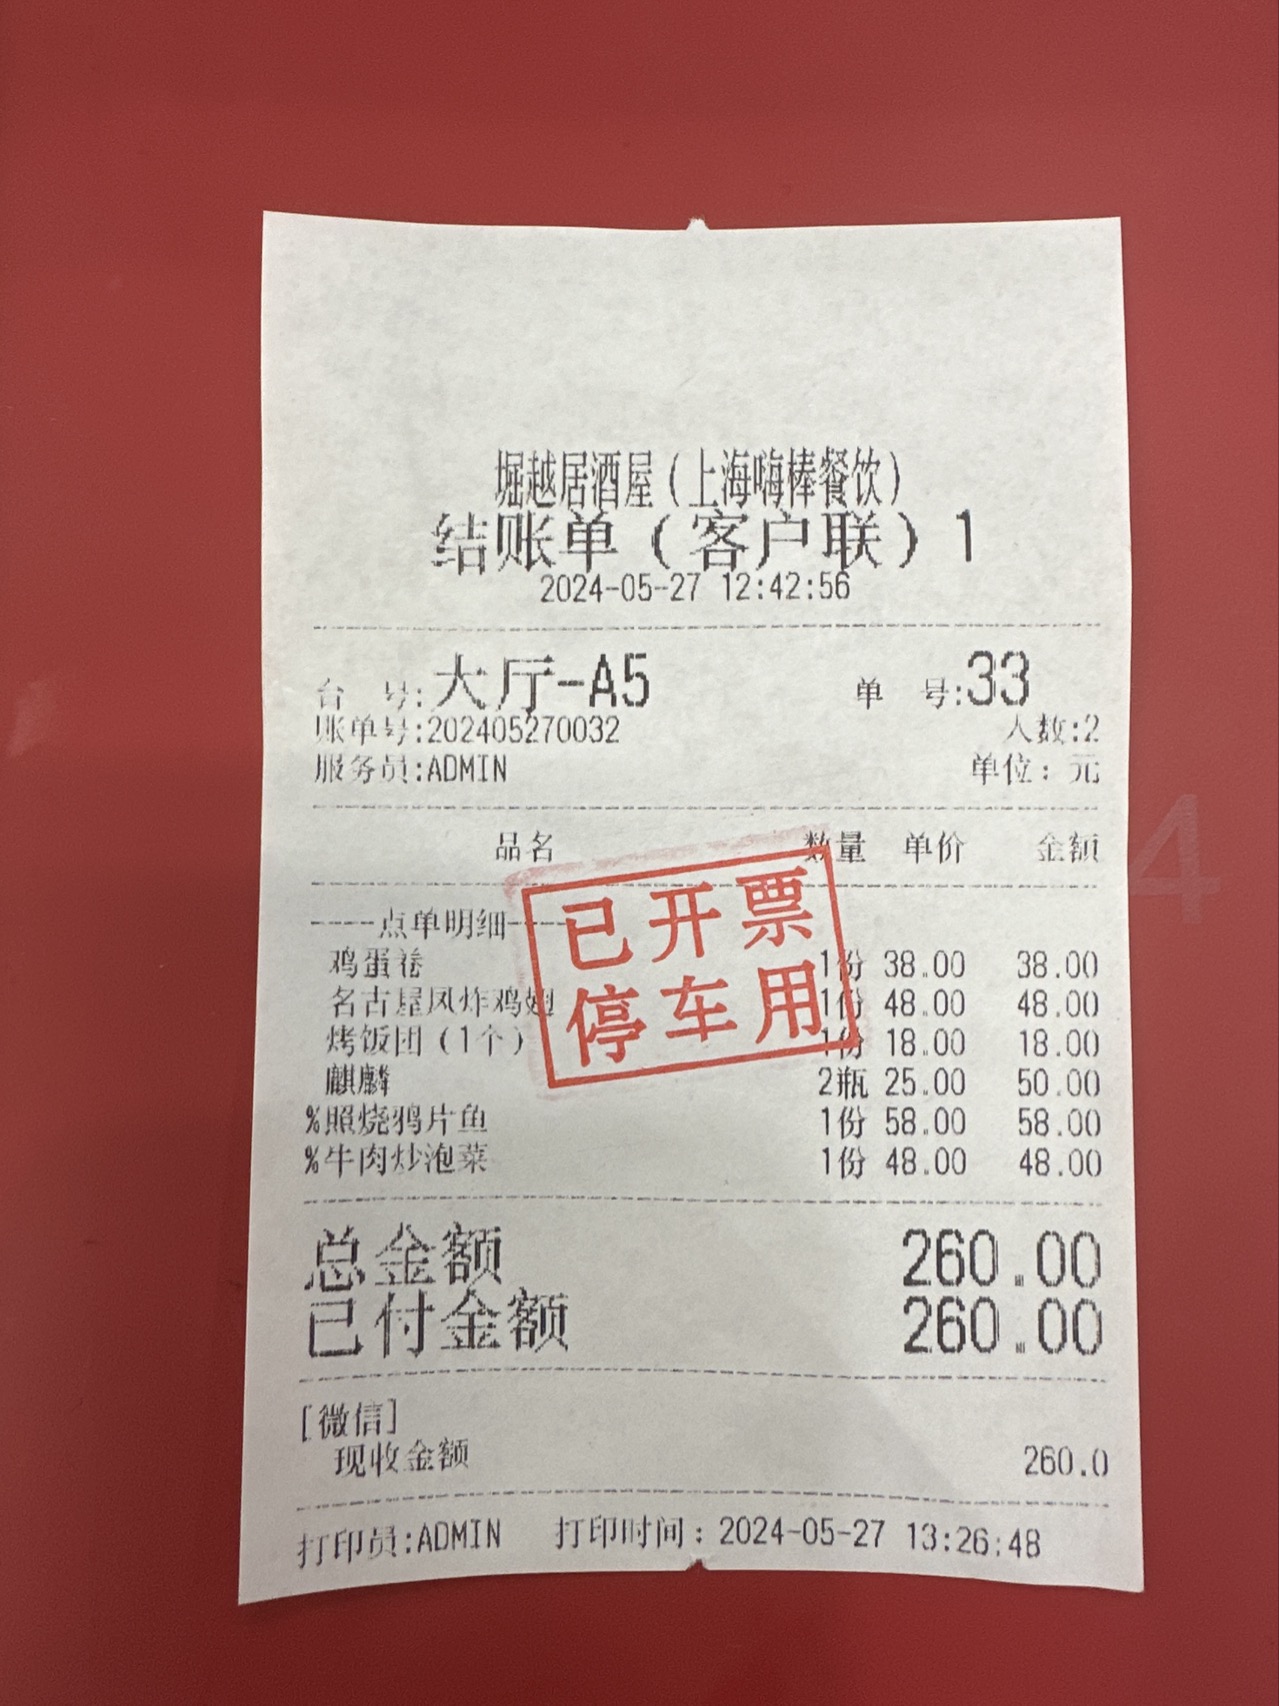 堀越居酒屋(上海嗨棒餐饮)
结账单(客户联)1
2024-05-27 12:42:56
台 号:大厅-A5 单 号:33
账单号:202405270032 人数:2
服务员:ADMIN 单位: 元
品名 数量 单价 金额
----点单明细----
鸡蛋卷 1份 38.00 38.00
名古屋风炸鸡翅 1份 48.00 48.00
烤饭团(1个) 1份 18.00 18.00
麒麟 2瓶 25.00 50.00
%照烧鸦片鱼 1份 58.00 58.00
%牛肉炒泡菜 1份 48.00 48.00
已开票
停车用
总金额 260.00
已付金额 260.00
[微信]
现收金额 260.0
打印员:ADMIN 打印时间: 2024-05-27 13:26:48
4